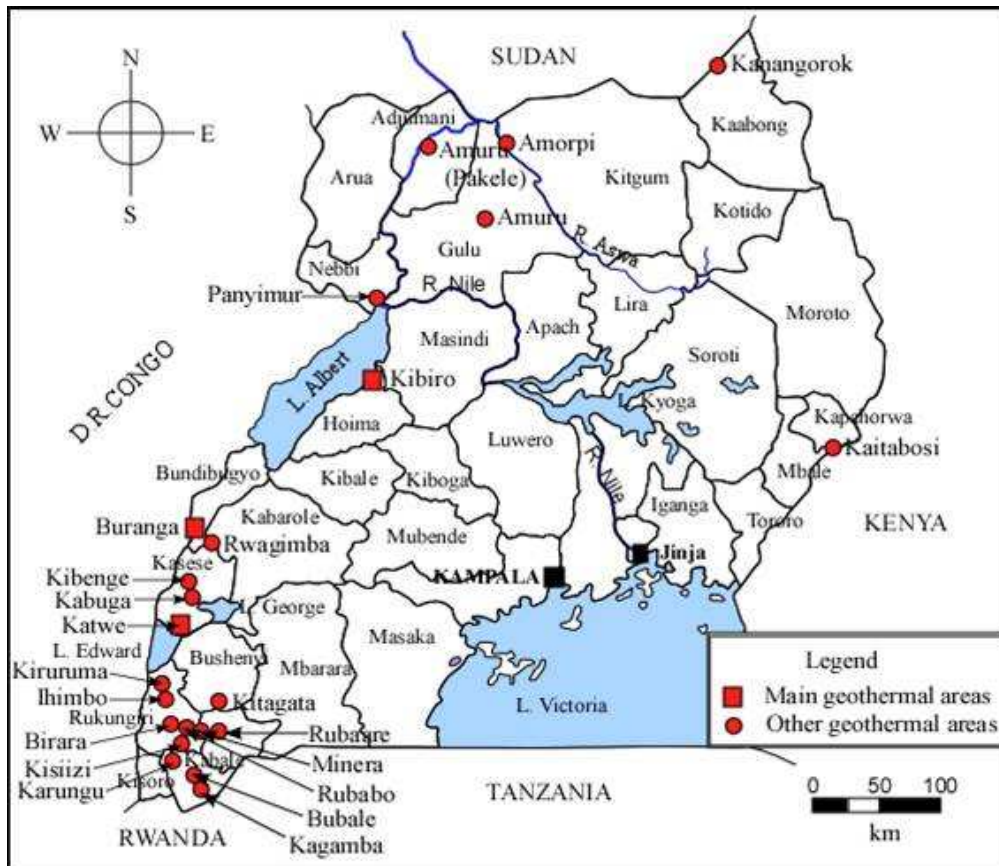 SUDAN
Kanangorok
N
W E
S
Kaabong
Adjumani
Amuru
(Pakele)
Amorpi
Arua
Kitgum
Kotido
Amuru
R. Aswa
Gulu
Nebbi
R. Nile
Panyimur
Lira
Apach
Moroto
Masindi
Soroti
D.R. CONGO
L. Albert
Kibiro
L. Kyoga
Kapchorwa
Hoima
Luwero
Kaitabosi
Bundibugyo
Kibale
Kiboga
Mbale
R. Nile
Iganga
Buranga
Kabarole
Tororo
KENYA
Rwagimba
Mubende
Jinja
Kasese
Kibenge
KAMPALA
Kabuga
L.
George
Katwe
Masaka
L. Edward
Busheny
Mbarara
Kiruruma
Legend
Ihimbo
Kitagata
Main geothermal areas
Rukungiri
L. Victoria
Other geothermal areas
Birara
Rubaare
Kisiizi
Kabale
Minera
Karungu
Kisoro
Rubabo
TANZANIA
0 50 100
km
Bubale
RWANDA
Kagamba